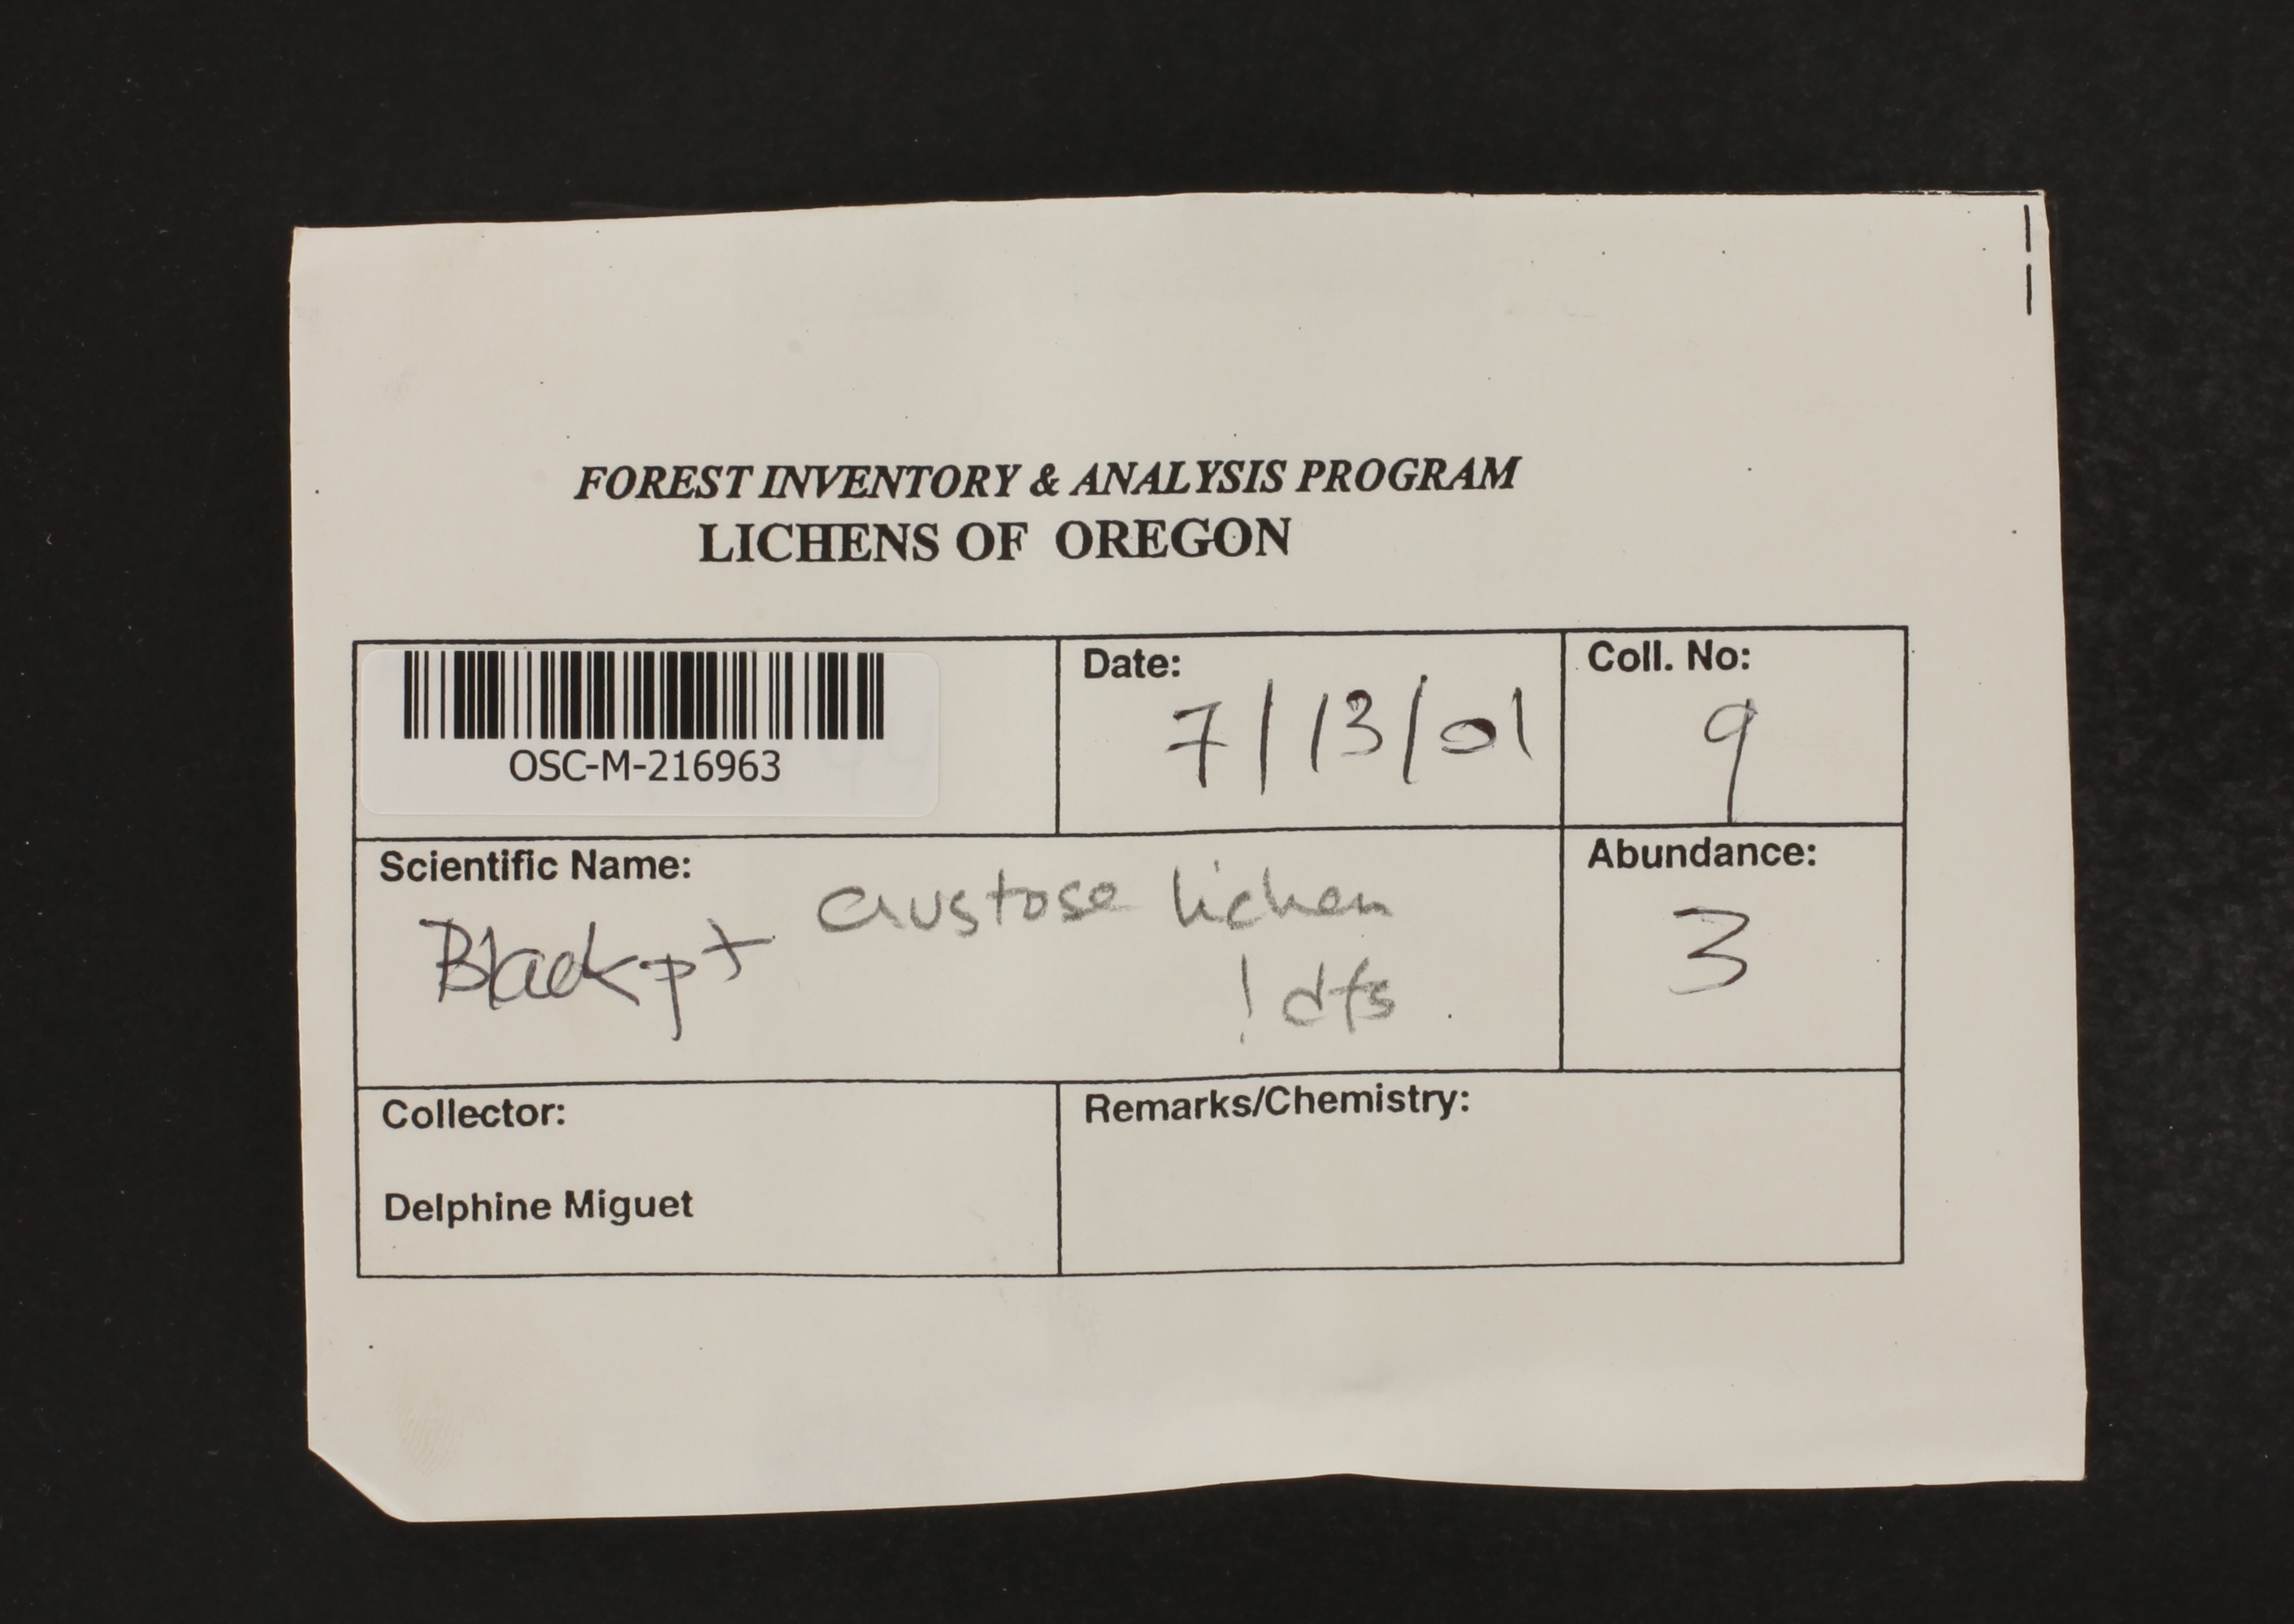 FOREST INVENTORY & ANALYSIS PROGRAM
LICHENS OF OREGON
OSC-M-216963
Date:
7/13/01
Coll. No:
9
Scientific Name:
crustose lichen
Black pt
! dfs
Abundance:
3
Collector:
Delphine Miguet
Remarks/Chemistry: